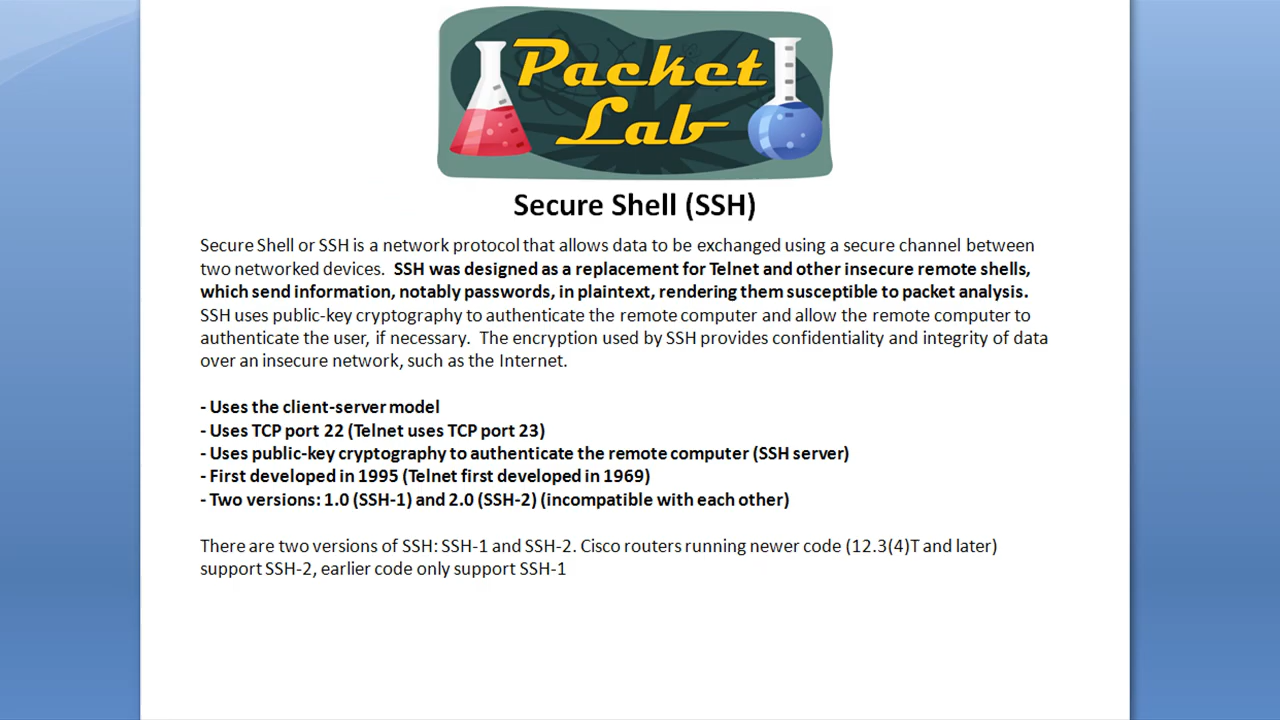 Packet
Lab
Secure Shell (SSH)
Secure Shell or SSH is a network protocol that allows data to be exchanged using a secure channel between
two networked devices.  SSH was designed as a replacement for Telnet and other insecure remote shells,
which send information, notably passwords, in plaintext, rendering them susceptible to packet analysis.
SSH uses public-key cryptography to authenticate the remote computer and allow the remote computer to
authenticate the user, if necessary.  The encryption used by SSH provides confidentiality and integrity of data
over an insecure network, such as the Internet.
- Uses the client-server model
- Uses TCP port 22 (Telnet uses TCP port 23)
- Uses public-key cryptography to authenticate the remote computer (SSH server)
- First developed in 1995 (Telnet first developed in 1969)
- Two versions: 1.0 (SSH-1) and 2.0 (SSH-2) (incompatible with each other)
There are two versions of SSH: SSH-1 and SSH-2. Cisco routers running newer code (12.3(4)T and later)
support SSH-2, earlier code only support SSH-1